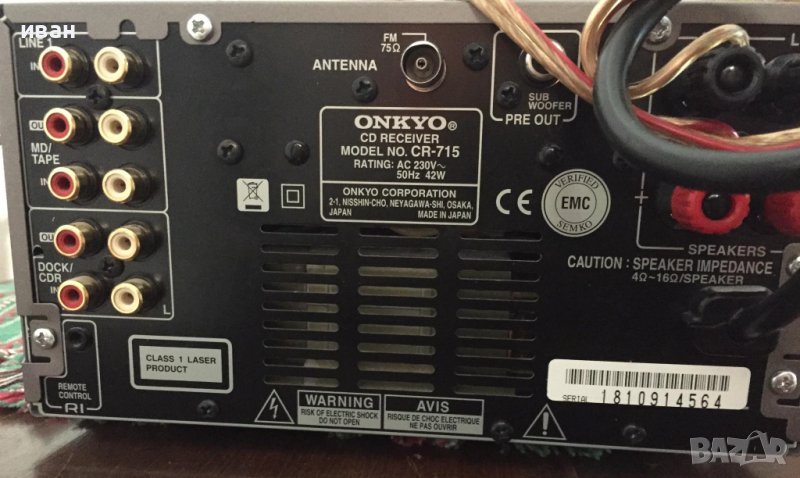 иван
LINE 1
IN
OU
MD/
TAPE
IN
OU
DOCK/
CDR
IN
L
REMOTE
CONTROL
RI
FM
75Ω
ANTENNA
SUB
WOOFER
PRE OUT
ONKYO®
CD RECEIVER
MODEL NO. CR-715
RATING: AC 230V~
50Hz 42W
ONKYO CORPORATION
2-1, NISSHIN-CHO, NEYAGAWA-SHI, OSAKA,
JAPAN MADE IN JAPAN
CE
VERIFIED
EMC
SEMKO
L
+
SPEAKERS
CAUTION : SPEAKER IMPEDANCE
4Ω~16Ω/SPEAKER
CLASS 1 LASER
PRODUCT
WARNING
RISK OF ELECTRIC SHOCK
DO NOT OPEN
AVIS
RISQUE DE CHOC ELECTRIQUE
NE PAS OUVRIR
SERIAL 1810914564
BAZAR